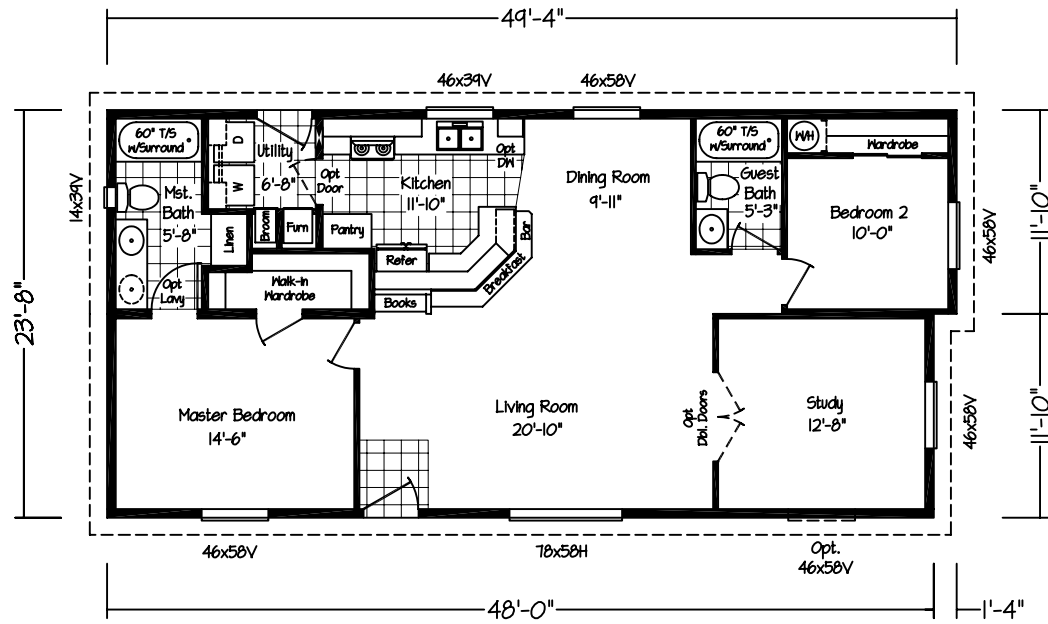 49'-4"
46x39V
46x58V
60" T/S
w/Surround
D
Utility
6'-8"
W
Opt
Door
Kitchen
11'-10"
Opt
DW
Dining Room
9'-11"
60" T/S
w/Surround
Guest
Bath
5'-3"
W/H
Wardrobe
Bedroom 2
10'-0"
14x39V
Mst.
Bath
5'-8"
Linen
Broom
Furn
Pantry
Refer
Bar
Breakfast
Books
Opt
Lavy
Walk-In
Wardrobe
46x58V
11'-10"
23'-8"
Master Bedroom
14'-6"
Living Room
20'-10"
Opt
Dbl. Doors
Study
12'-8"
46x58V
11'-10"
46x58V
78x58H
Opt.
46x58V
48'-0"
1'-4"